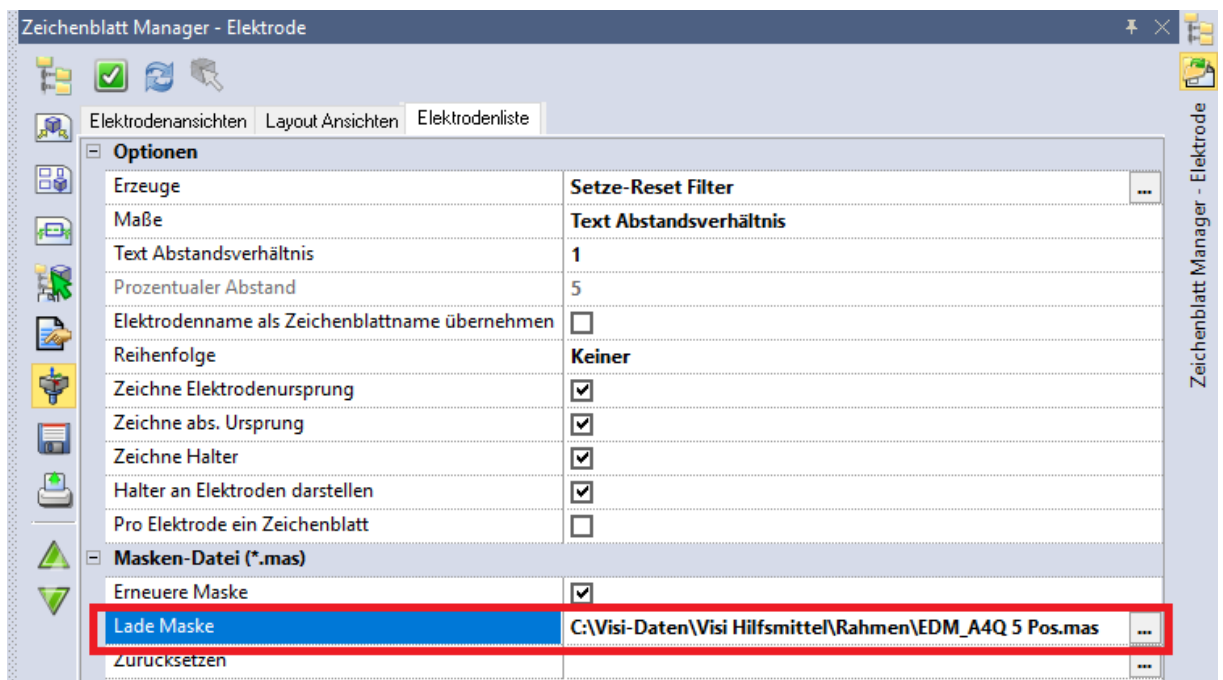 Zeichenblatt Manager - Elektrode
Elektrodenansichten Layout Ansichten Elektrodenliste
Optionen
Erzeuge Setze-Reset Filter ...
Maße Text Abstandsverhältnis
Text Abstandsverhältnis 1
Prozentualer Abstand 5
Elektrodenname als Zeichenblattname übernehmen
Reihenfolge Keiner
Zeichne Elektrodenursprung
Zeichne abs. Ursprung
Zeichne Halter
Halter an Elektroden darstellen
Pro Elektrode ein Zeichenblatt
Masken-Datei (*.mas)
Erneuere Maske
Lade Maske C:\Visi-Daten\Visi Hilfsmittel\Rahmen\EDM_A4Q 5 Pos.mas ...
Zurücksetzen ...
Zeichenblatt Manager - Elektrode